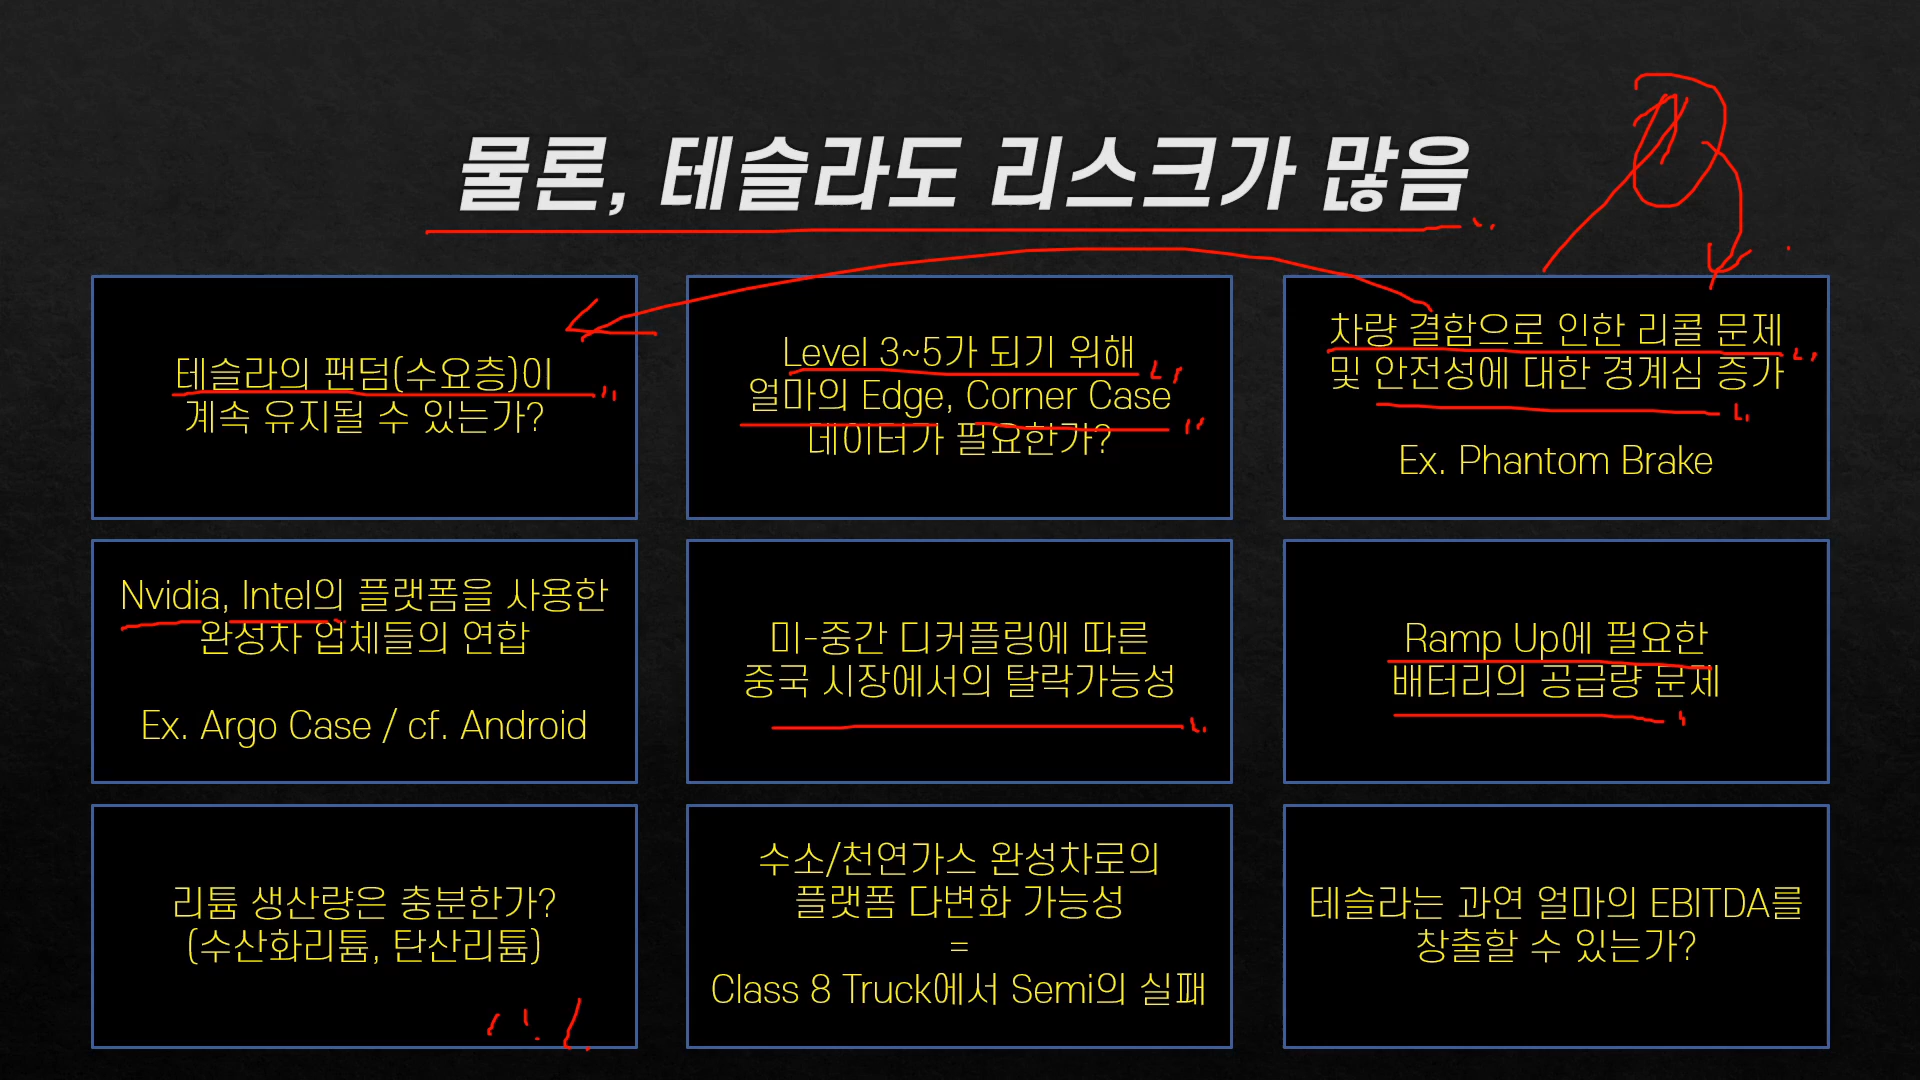 물론, 테슬라도 리스크가 많음
테슬라의 팬덤(수요층)이
계속 유지될 수 있는가?
Level 3~5가 되기 위해
얼마의 Edge, Corner Case
데이터가 필요한가?
차량 결함으로 인한 리콜 문제
및 안전성에 대한 경계심 증가
Ex. Phantom Brake
Nvidia, Intel의 플랫폼을 사용한
완성차 업체들의 연합
Ex. Argo Case / cf. Android
미-중간 디커플링에 따른
중국 시장에서의 탈락가능성
Ramp Up에 필요한
배터리의 공급량 문제
리튬 생산량은 충분한가?
(수산화리튬, 탄산리튬)
수소/천연가스 완성차로의
플랫폼 다변화 가능성
=
Class 8 Truck에서 Semi의 실패
테슬라는 과연 얼마의 EBITDA를
창출할 수 있는가?